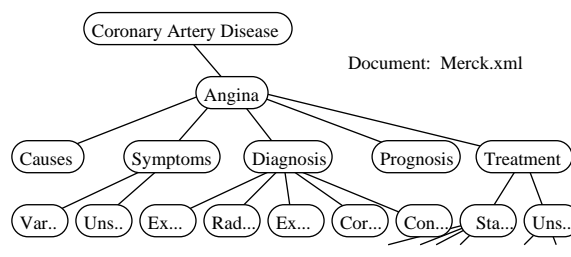 Coronary Artery Disease
Document: Merck.xml
Angina
Causes Symptoms Diagnosis Prognosis Treatment
Var.. Uns.. Ex... Rad... Ex... Cor... Con... Sta... Uns..